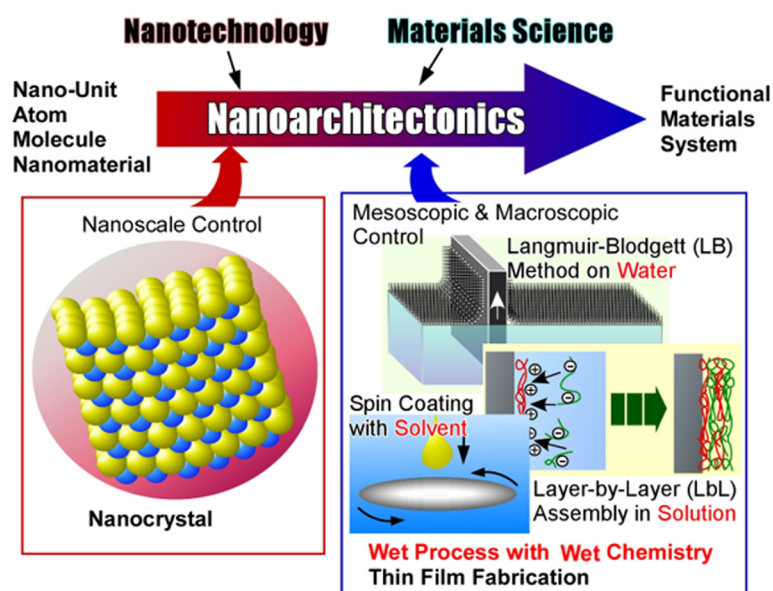 Nanotechnology
Materials Science
Nano-Unit
Atom
Molecule
Nanomaterial
Nanoarchitectonics
Functional
Materials
System
Nanoscale Control
Nanocrystal
Mesoscopic & Macroscopic
Control
Langmuir-Blodgett (LB)
Method on Water
+ −
+ −
+ −
+ −
Spin Coating
with Solvent
Layer-by-Layer (LbL)
Assembly in Solution
Wet Process with Wet Chemistry
Thin Film Fabrication